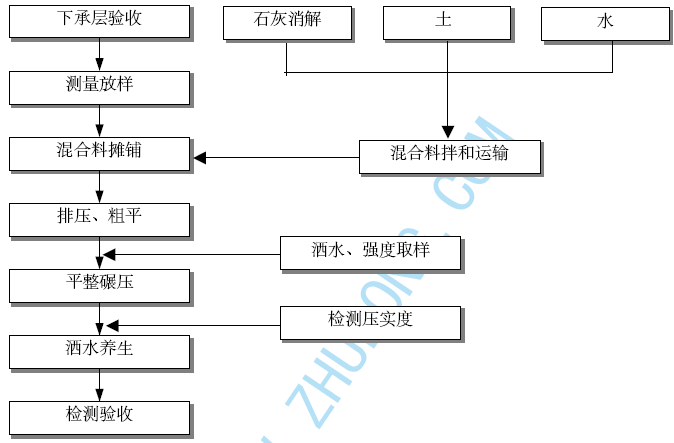 下承层验收
石灰消解
土
水
测量放样
混合料摊铺
混合料拌和运输
排压、粗平
洒水、强度取样
平整碾压
检测压实度
洒水养生
检测验收
ZHULONG.COM